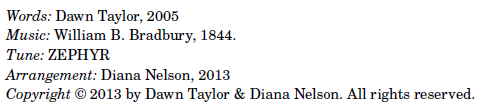 Words: Dawn Taylor, 2005
Music: William B. Bradbury, 1844.
Tune: ZEPHYR
Arrangement: Diana Nelson, 2013
Copyright © 2013 by Dawn Taylor & Diana Nelson. All rights reserved.